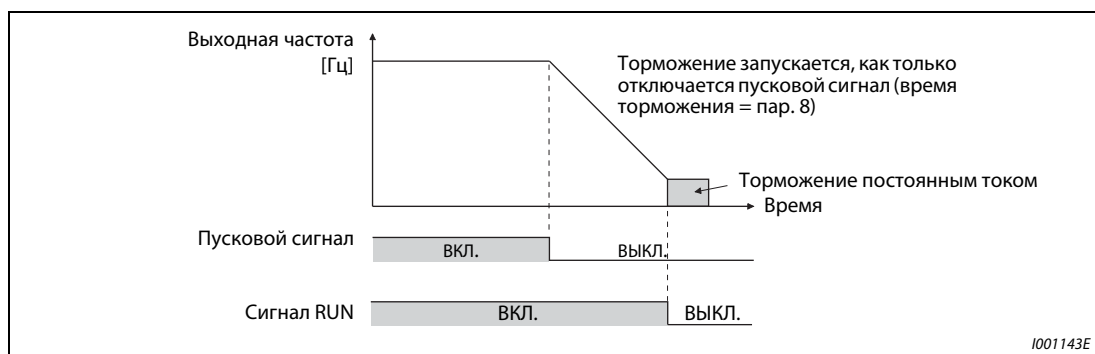 Выходная частота
[Гц]
Торможение запускается, как только
отключается пусковой сигнал (время
торможения = пар. 8)
Торможение постоянным током
Время
Пусковой сигнал
ВКЛ.
ВЫКЛ.
Сигнал RUN
ВКЛ.
ВЫКЛ.
I001143E